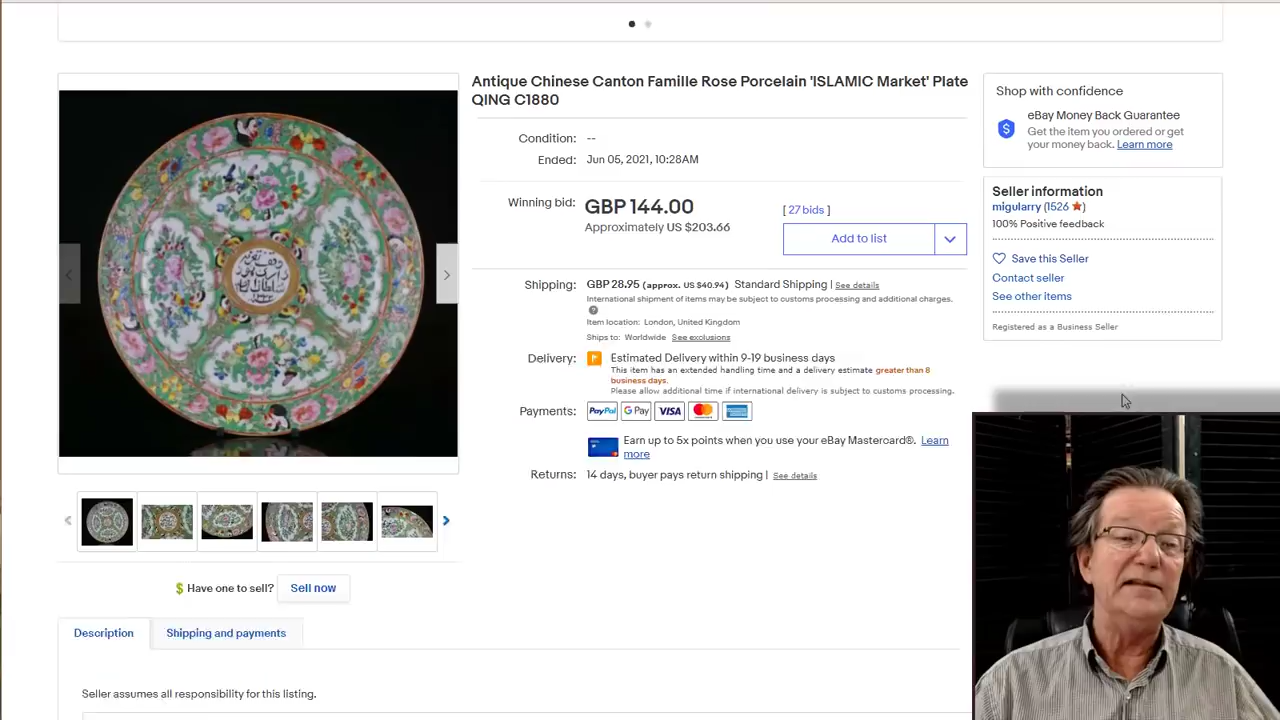 Antique Chinese Canton Famille Rose Porcelain 'ISLAMIC Market' Plate
QING C1880
Condition: --
Ended: Jun 05, 2021, 10:28AM
Winning bid: GBP 144.00 [ 27 bids ]
Approximately US $203.66
Add to list
Shipping: GBP 28.95 (approx. US $40.94) Standard Shipping | See details
International shipment of items may be subject to customs processing and additional charges.
?
Item location: London, United Kingdom
Ships to: Worldwide See exclusions
Delivery: Estimated Delivery within 9-19 business days
This item has an extended handling time and a delivery estimate greater than 8
business days.
Please allow additional time if international delivery is subject to customs processing.
Payments: PayPal G Pay VISA
Earn up to 5x points when you use your eBay Mastercard®. Learn
more
Returns: 14 days, buyer pays return shipping | See details
Shop with confidence
$ eBay Money Back Guarantee
Get the item you ordered or get
your money back. Learn more
Seller information
migularry (1526 ★)
100% Positive feedback
Save this Seller
Contact seller
See other items
Registered as a Business Seller
$ Have one to sell? Sell now
Description Shipping and payments
Seller assumes all responsibility for this listing.